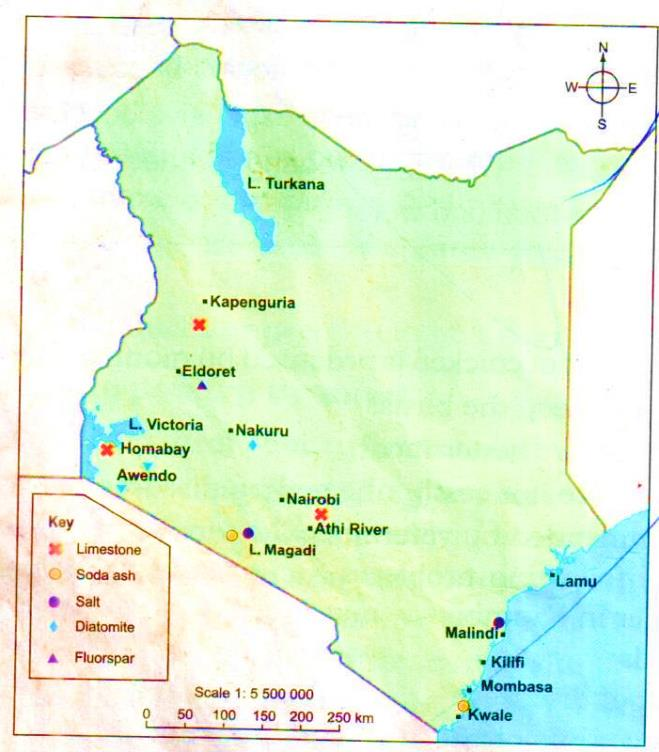 N
W E
S
L. Turkana
Kapenguria
Eldoret
L. Victoria
Nakuru
Homabay
Awendo
Nairobi
Athi River
L. Magadi
Key
Limestone
Soda ash
Salt
Diatomite
Fluorspar
Lamu
Malindi
Kilifi
Mombasa
Kwale
Scale 1: 5 500 000
0 50 100 150 200 250 km